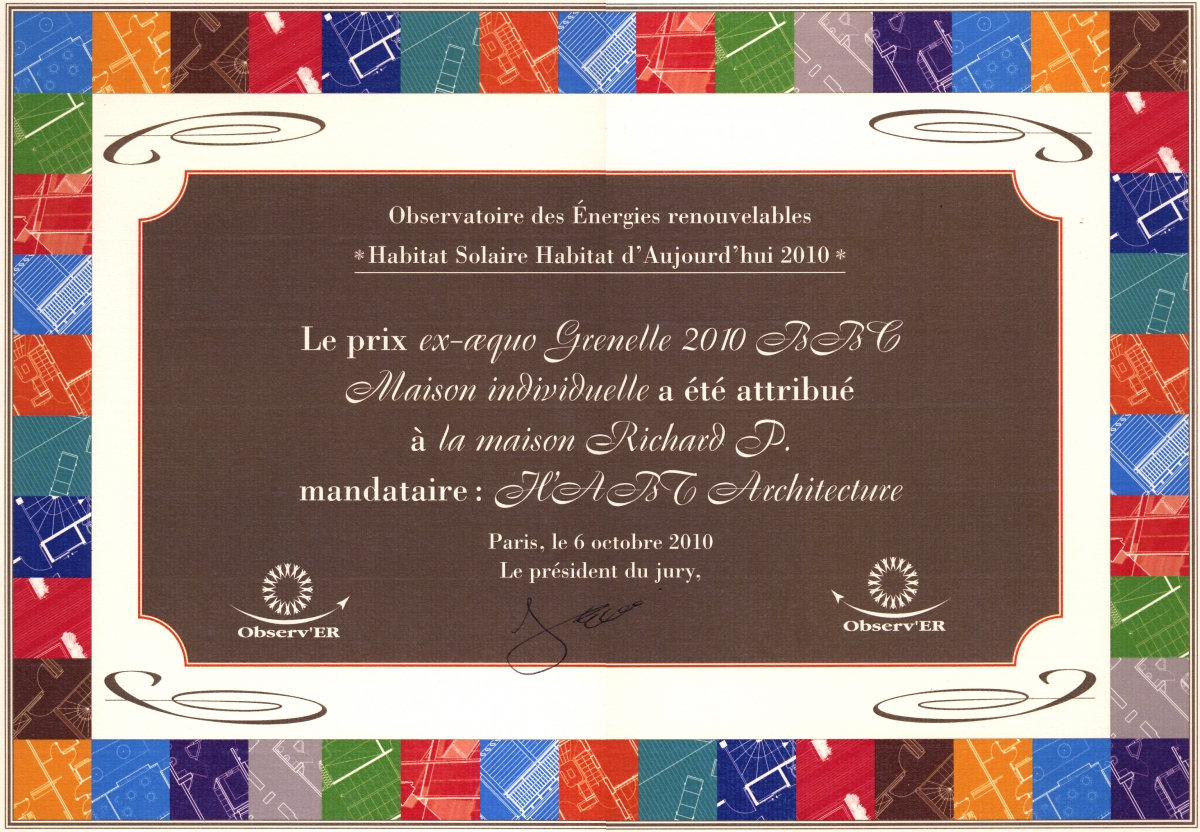 Observatoire des Énergies renouvelables
*Habitat Solaire Habitat d'Aujourd'hui 2010*
Le prix ex-æquo Grenelle 2010 BBC
Maison individuelle a été attribué
à la maison Richard P.
mandataire : H'ABT Architecture
Paris, le 6 octobre 2010
Le président du jury,
Observ'ER
Observ'ER